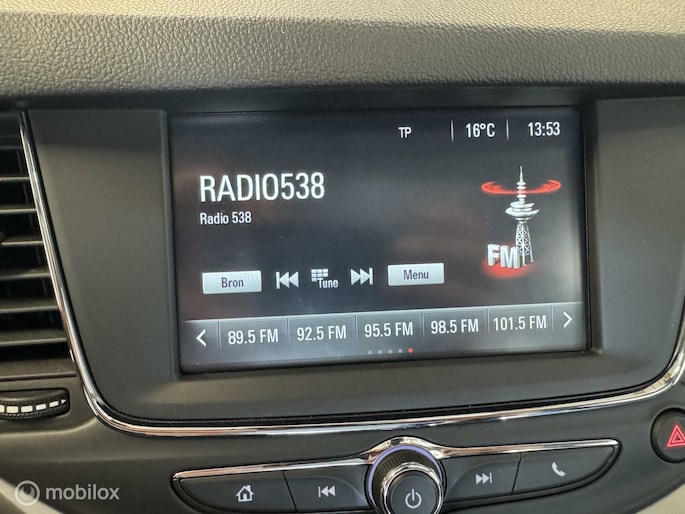 TP 16°C 13:53
RADIO538
Radio 538
FM
Bron Tune Menu
89.5 FM 92.5 FM 95.5 FM 98.5 FM 101.5 FM
mobilox